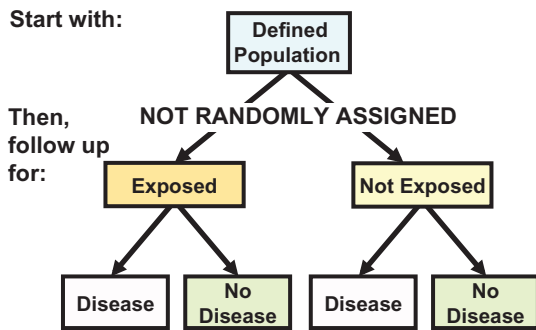 Start with:
Defined
Population
Then,
follow up
for:
NOT RANDOMLY ASSIGNED
Exposed
Not Exposed
Disease
No
Disease
Disease
No
Disease